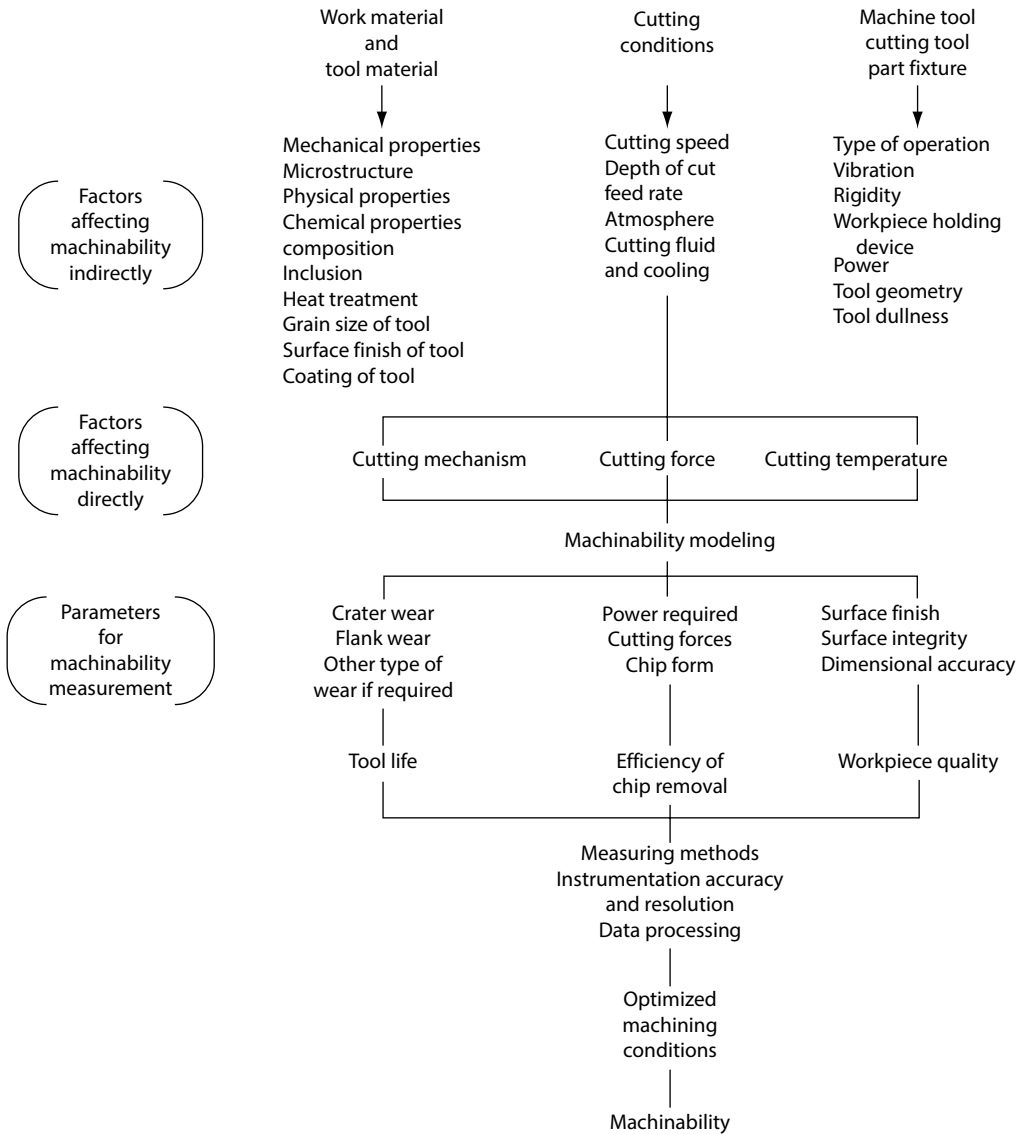 Work material
and
tool material
Cutting
conditions
Machine tool
cutting tool
part fixture
Factors
affecting
machinability
indirectly
Mechanical properties
Microstructure
Physical properties
Chemical properties
composition
Inclusion
Heat treatment
Grain size of tool
Surface finish of tool
Coating of tool
Cutting speed
Depth of cut
feed rate
Atmosphere
Cutting fluid
and cooling
Type of operation
Vibration
Rigidity
Workpiece holding
device
Power
Tool geometry
Tool dullness
Factors
affecting
machinability
directly
Cutting mechanism
Cutting force
Cutting temperature
Machinability modeling
Parameters
for
machinability
measurement
Crater wear
Flank wear
Other type of
wear if required
Power required
Cutting forces
Chip form
Surface finish
Surface integrity
Dimensional accuracy
Tool life
Efficiency of
chip removal
Workpiece quality
Measuring methods
Instrumentation accuracy
and resolution
Data processing
Optimized
machining
conditions
Machinability